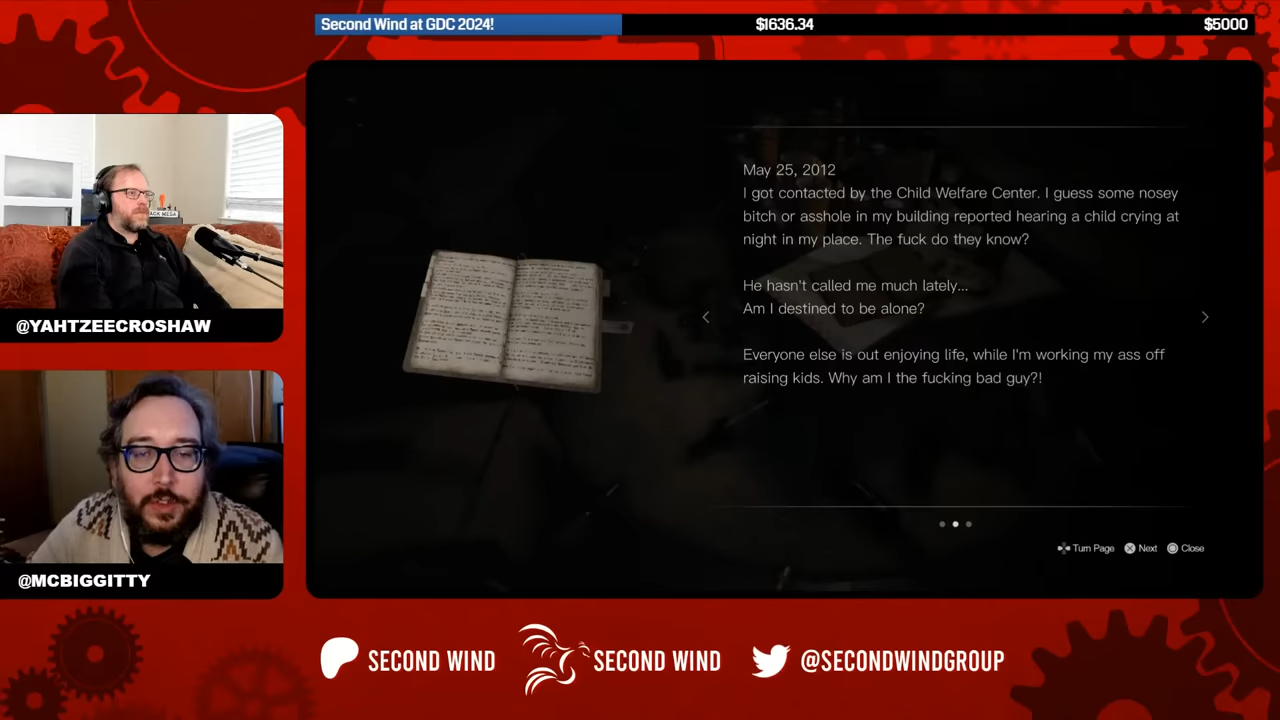 Second Wind at GDC 2024!
$1636.34
$5000
May 25, 2012
I got contacted by the Child Welfare Center. I guess some nosey
bitch or asshole in my building reported hearing a child crying at
night in my place. The fuck do they know?
He hasn't called me much lately...
Am I destined to be alone?
Everyone else is out enjoying life, while I'm working my ass off
raising kids. Why am I the fucking bad guy?!
Turn Page
Next
Close
@YAHTZEECROSHAW
@MCBIGGITTY
SECOND WIND
SECOND WIND
@SECONDWINDGROUP